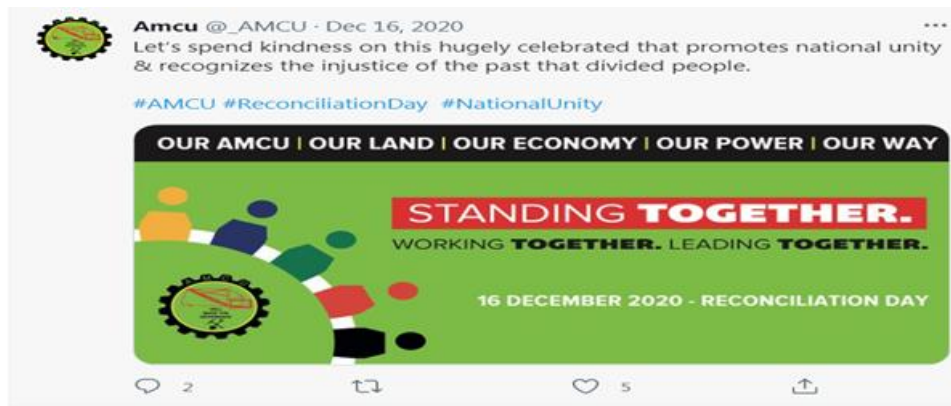 Amcu @_AMCU · Dec 16, 2020
Let's spend kindness on this hugely celebrated that promotes national unity
& recognizes the injustice of the past that divided people.
#AMCU #ReconciliationDay #NationalUnity
OUR AMCU | OUR LAND | OUR ECONOMY | OUR POWER | OUR WAY
STANDING TOGETHER.
WORKING TOGETHER. LEADING TOGETHER.
AMCU
16 DECEMBER 2020 - RECONCILIATION DAY
2
5